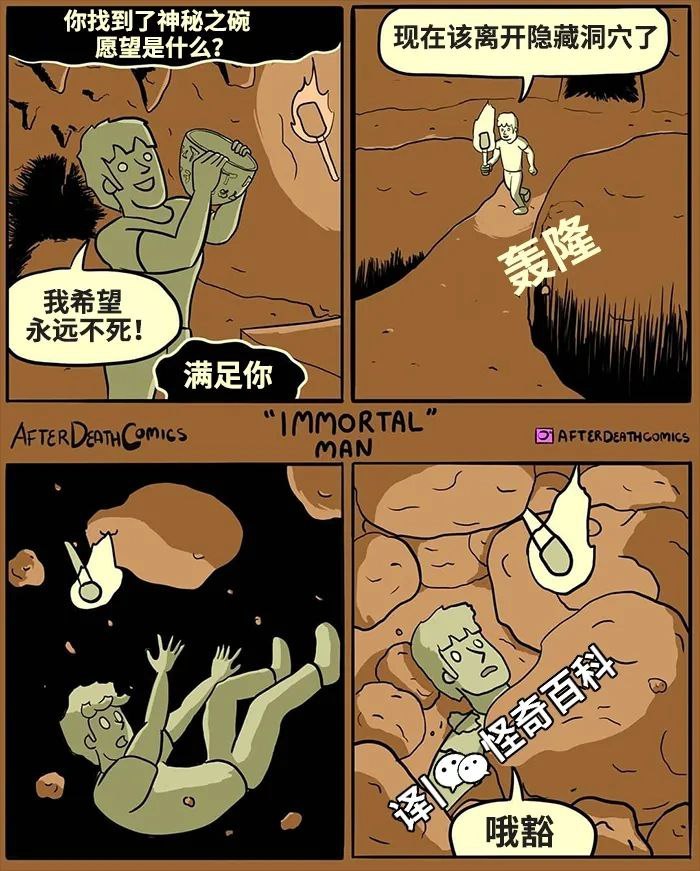 你找到了神秘之碗
愿望是什么?
我希望
永远不死!
满足你
现在该离开隐藏洞穴了
轰隆
AFTERDEATHCOMICS
"IMMORTAL"
MAN
AFTERDEATHCOMICS
译|怪奇百科
哦豁